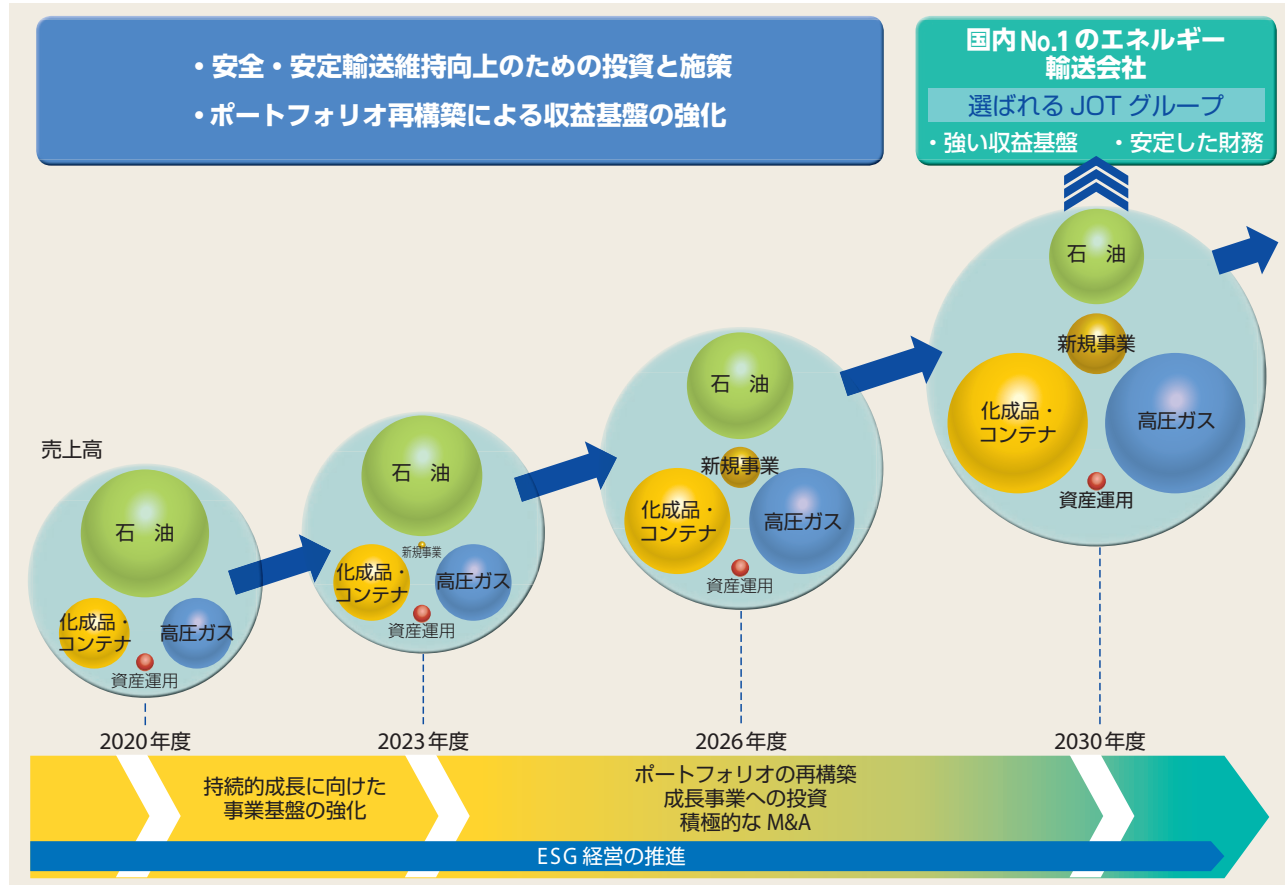 ・安全・安定輸送維持向上のための投資と施策
・ポートフォリオ再構築による収益基盤の強化
国内No.1のエネルギー
輸送会社
選ばれる JOT グループ
・強い収益基盤 ・安定した財務
売上高
石 油
化成品・
コンテナ
高圧ガス
資産運用
石 油
新規事業
化成品・
コンテナ
高圧ガス
資産運用
石 油
新規事業
化成品・
コンテナ
高圧ガス
資産運用
石 油
新規事業
化成品・
コンテナ
高圧ガス
資産運用
2020年度
2023年度
2026年度
2030年度
持続的成長に向けた
事業基盤の強化
ポートフォリオの再構築
成長事業への投資
積極的な M&A
ESG 経営の推進